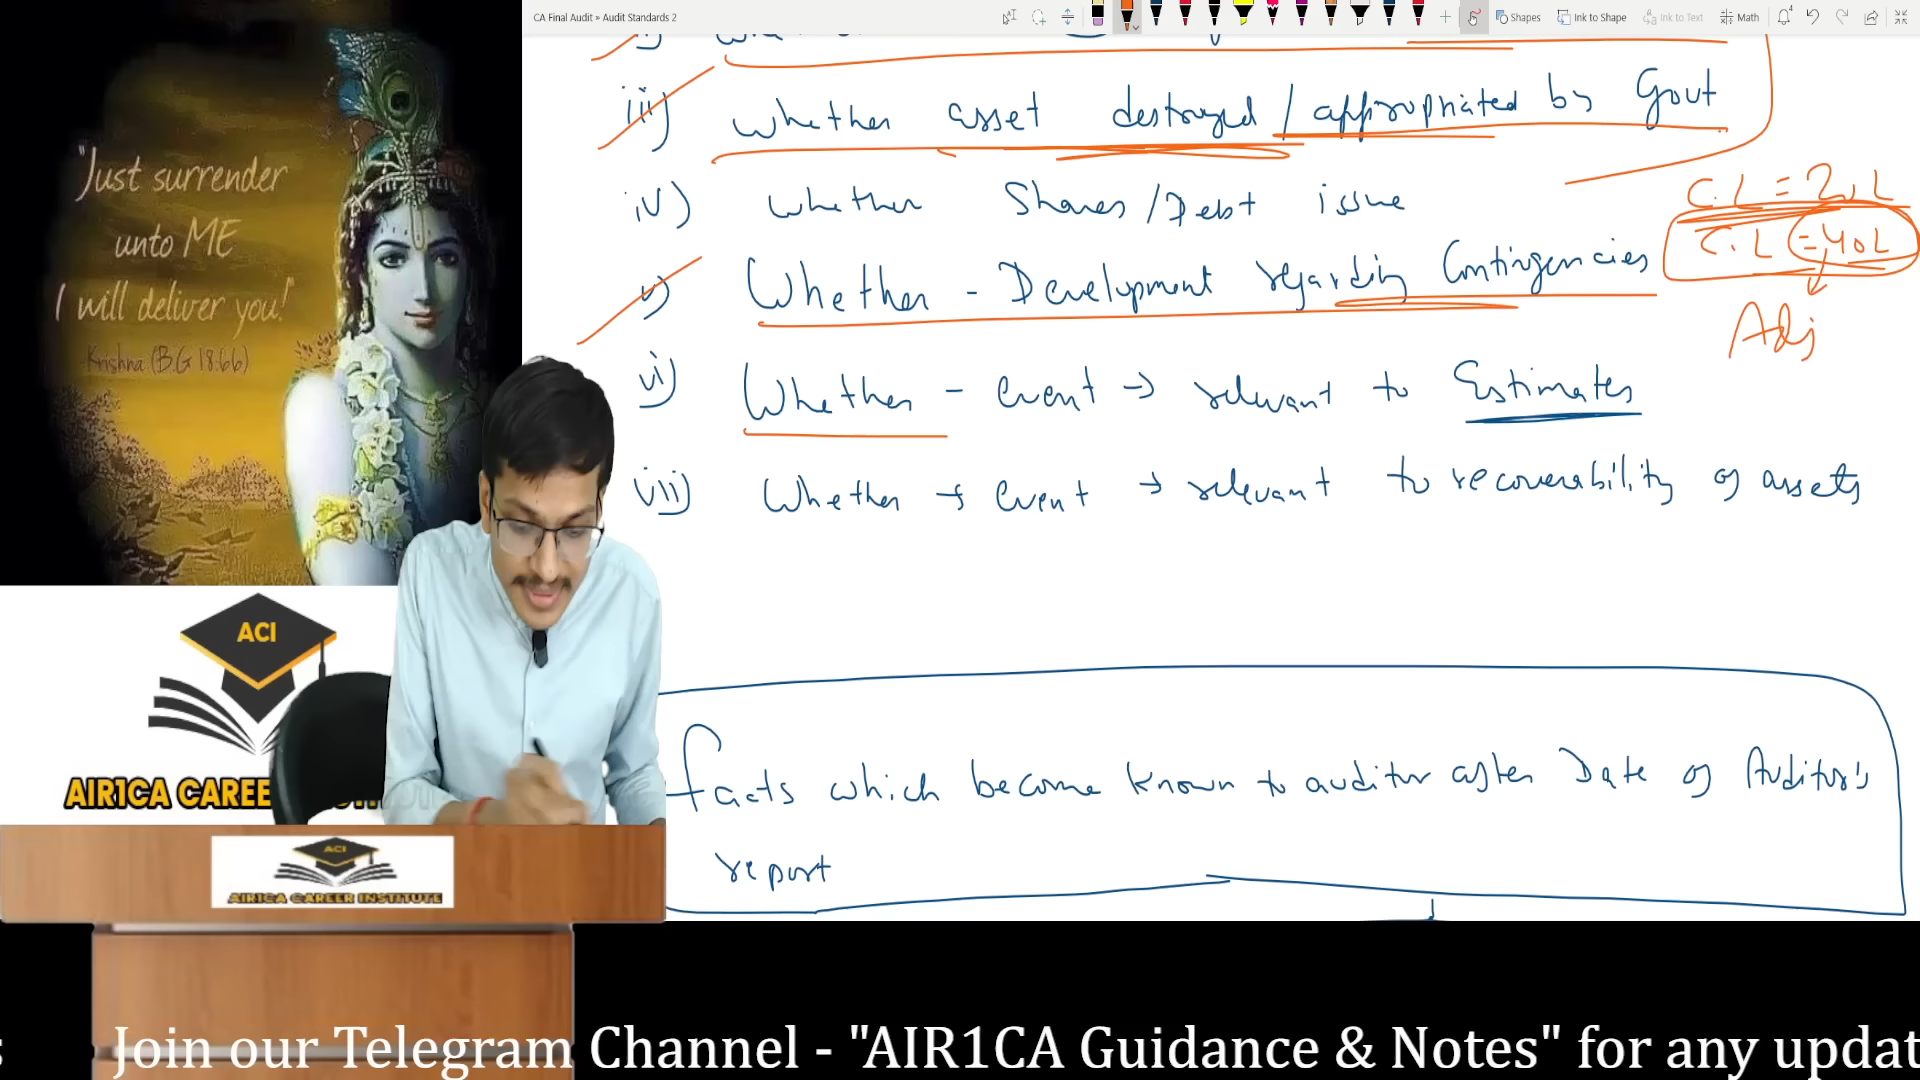 CA Final Audit » Audit Standards 2
Shapes
Ink to Shape
Ink to Text
Math
"Just surrender
unto ME
I will deliver you!"
Krishna (B.G 18:66)
iii) Whether asset destroyed / appropriated by Govt
iv) Whether Shares/Debt issue
v) Whether - Development regarding Contingencies
C.L = 2L
C.L = 40L
Adj
vi) Whether - event → relevant to Estimates
vii) Whether → event → relevant to recoverability of assets
facts which become known to auditor after Date of Auditor's
report
ACI
AIR1CA CAREE
ACI
AIR1CA CAREER INSTITUTE
Join our Telegram Channel - "AIR1CA Guidance & Notes" for any updat